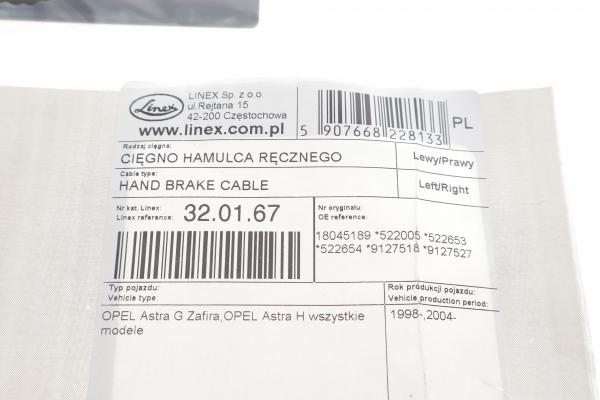 Linex
LINEX Sp. z o.o.
ul.Rejtana 15
42-200 Częstochowa
www.linex.com.pl
5 907668 228133
PL
Rodzaj cięgna:
CIĘGNO HAMULCA RĘCZNEGO
Lewy/Prawy
Cable type:
HAND BRAKE CABLE
Left/Right
Nr kat. Linex:
Linex reference:
32.01.67
Nr oryginału:
OE reference:
18045189 *522005 *522653
*522654 *9127518 *9127527
Typ pojazdu:
Vehicle type:
Rok produkcji pojazdu:
Vehicle production period:
OPEL Astra G Zafira,OPEL Astra H wszystkie
modele
1998-,2004-